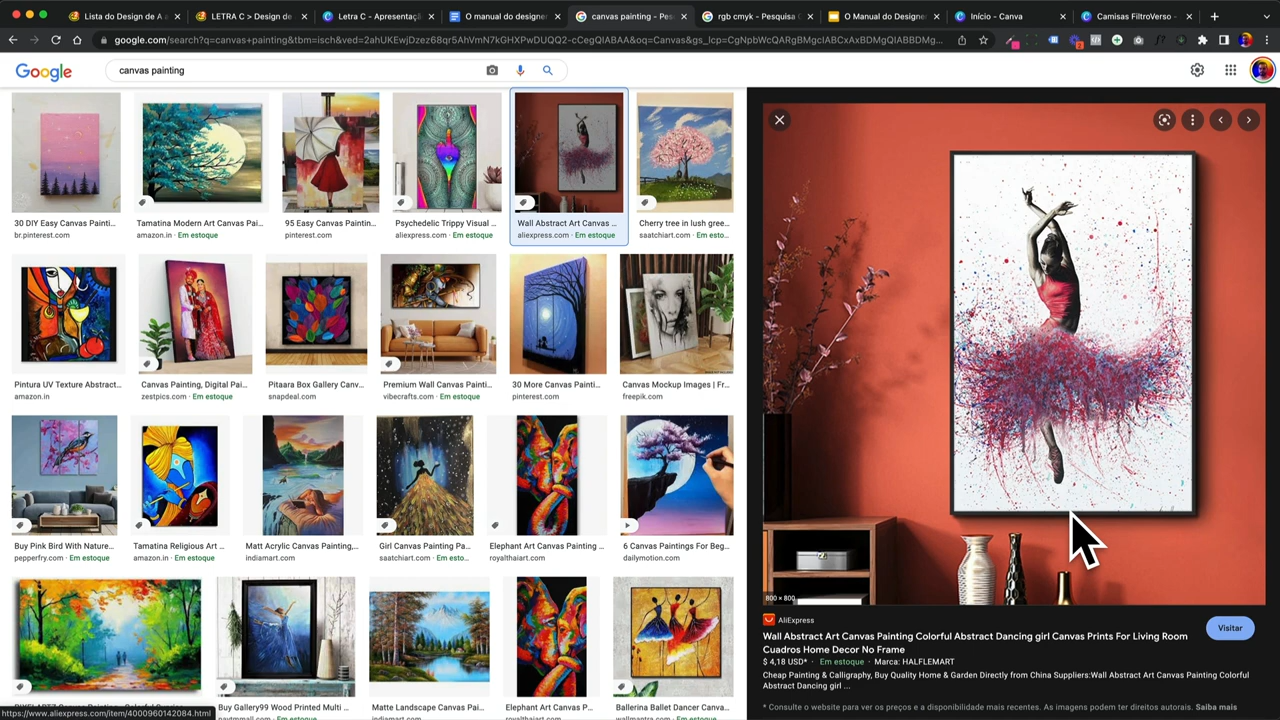 Lista do Design de A a
LETRA C > Design de
Letra C - Apresentaçã
O manual do designer
canvas painting - Pes
rgb cmyk - Pesquisa G
O Manual do Designer
Início - Canva
Camisas FiltroVerso -
google.com/search?q=canvas+painting&tbm=isch&ved=2ahUKEwjDzez68qr5AhVmN7kGHXPwDUQQ2-cCegQIABAA&oq=Canvas&gs_lcp=CgNpbWcQARgBMgcIABCxAxBDMgQIABBDMg...
Google
canvas painting
30 DIY Easy Canvas Painti...
br.pinterest.com
Tamatina Modern Art Canvas Pai...
amazon.in · Em estoque
95 Easy Canvas Paintin...
pinterest.com
Psychedelic Trippy Visual ...
aliexpress.com · Em estoque
Wall Abstract Art Canvas ...
aliexpress.com · Em estoque
Cherry tree in lush gree...
saatchiart.com · Em esto...
Pintura UV Texture Abstract...
amazon.in
Canvas Painting, Digital Pai...
zestpics.com · Em estoque
Pitaara Box Gallery Canv...
snapdeal.com
Premium Wall Canvas Painti...
vibecrafts.com · Em estoque
30 More Canvas Painti...
pinterest.com
Canvas Mockup Images | Fr...
freepik.com
Buy Pink Bird With Nature...
pepperfry.com · Em estoque
Tamatina Religious Art ...
amazon.in · Em estoque
Matt Acrylic Canvas Painting,...
indiamart.com
Girl Canvas Painting Pa...
saatchiart.com · Em esto...
Elephant Art Canvas Painting ...
royalthaiart.com
6 Canvas Paintings For Beg...
dailymotion.com
Buy Gallery99 Wood Printed Multi ...
paytmmall.com · Em estoque
Matte Landscape Canvas Pai...
indiamart.com
Elephant Art Canvas P...
royalthaiart.com
Ballerina Ballet Dancer Canva...
wallmantra.com · Em estoque
https://www.aliexpress.com/item/4000960142084.html
800 × 800
AliExpress
Wall Abstract Art Canvas Painting Colorful Abstract Dancing girl Canvas Prints For Living Room
Cuadros Home Decor No Frame
$ 4,18 USD* · Em estoque · Marca: HALFLEMART
Visitar
Cheap Painting & Calligraphy, Buy Quality Home & Garden Directly from China Suppliers:Wall Abstract Art Canvas Painting Colorful
Abstract Dancing girl ...
* Consulte o website para ver os preços e a disponibilidade mais recentes. As imagens podem ter direitos autorais. Saiba mais